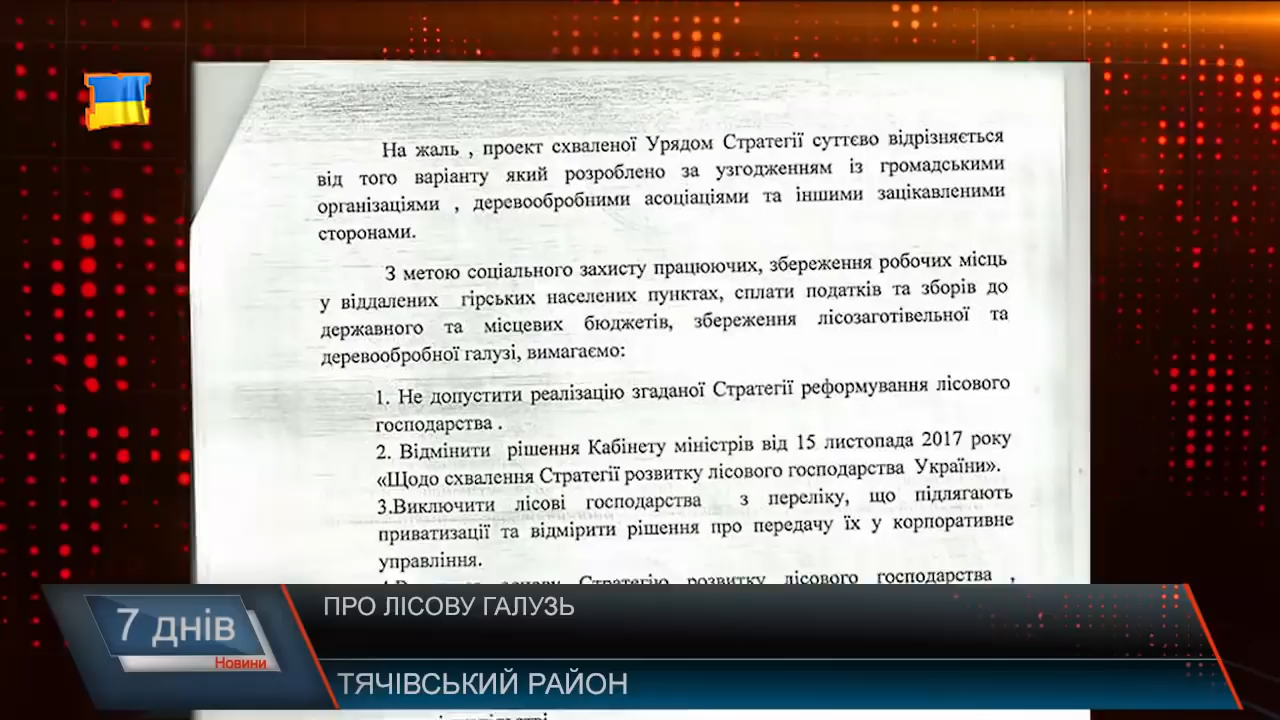 На жаль , проект схваленої Урядом Стратегії суттєво відрізняється
від того варіанту який розроблено за узгодженням із громадськими
організаціями , деревообробними асоціаціями та іншими зацікавленими
сторонами.
З метою соціального захисту працюючих, збереження робочих місць
у віддалених гірських населених пунктах, сплати податків та зборів до
державного та місцевих бюджетів, збереження лісозаготівельної та
деревообробної галузі, вимагаємо:
1. Не допустити реалізацію згаданої Стратегії реформування лісового
господарства .
2. Відмінити рішення Кабінету міністрів від 15 листопада 2017 року
«Щодо схвалення Стратегії розвитку лісового господарства України».
3.Виключити лісові господарства з переліку, що підлягають
приватизації та відмірити рішення про передачу їх у корпоративне
управління.
основу Стратегію розвитку лісового господарства ,
7 днів
Новини
ПРО ЛІСОВУ ГАЛУЗЬ
ТЯЧІВСЬКИЙ РАЙОН